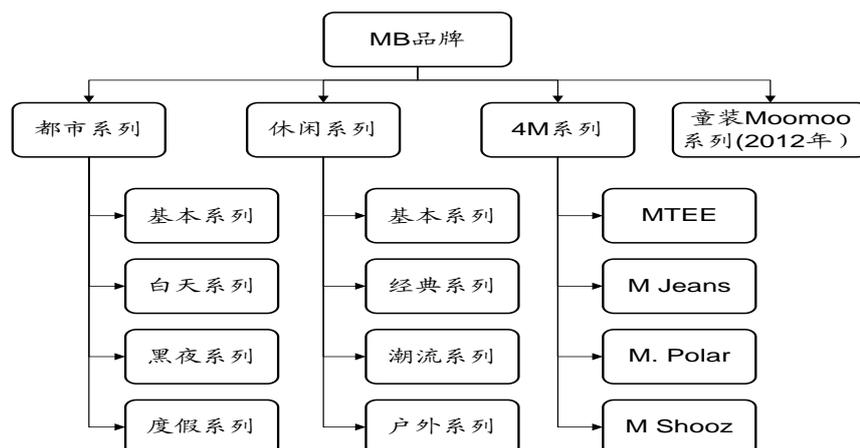 MB品牌
都市系列
休闲系列
4M系列
童装Moomoo
系列(2012年）
基本系列
基本系列
MTEE
白天系列
经典系列
M Jeans
黑夜系列
潮流系列
M. Polar
度假系列
户外系列
M Shooz